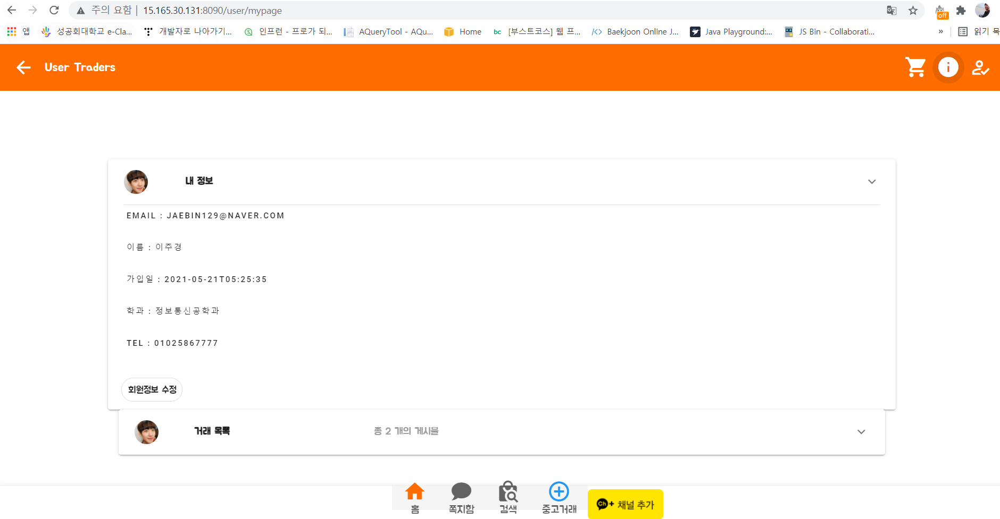 주의 요함 | 15.165.30.131:8090/user/mypage
off
앱 성공회대학교 e-Cla... 개발자로 나아가기... 인프런 - 프로가 되... AQueryTool - AQu... Home bc [부스트코스] 웹 프... </> Baekjoon Online J... Java Playground:... JS Bin - Collaborati... » 읽기 목
User Traders
내 정보
EMAIL : JAEBIN129@NAVER.COM
이름 : 이주경
가입일 : 2021-05-21T05:25:35
학과 : 정보통신공학과
TEL : 01025867777
회원정보 수정
거래 목록 총 2 개의 게시물
홈 쪽지함 검색 중고거래 Ch+ 채널 추가